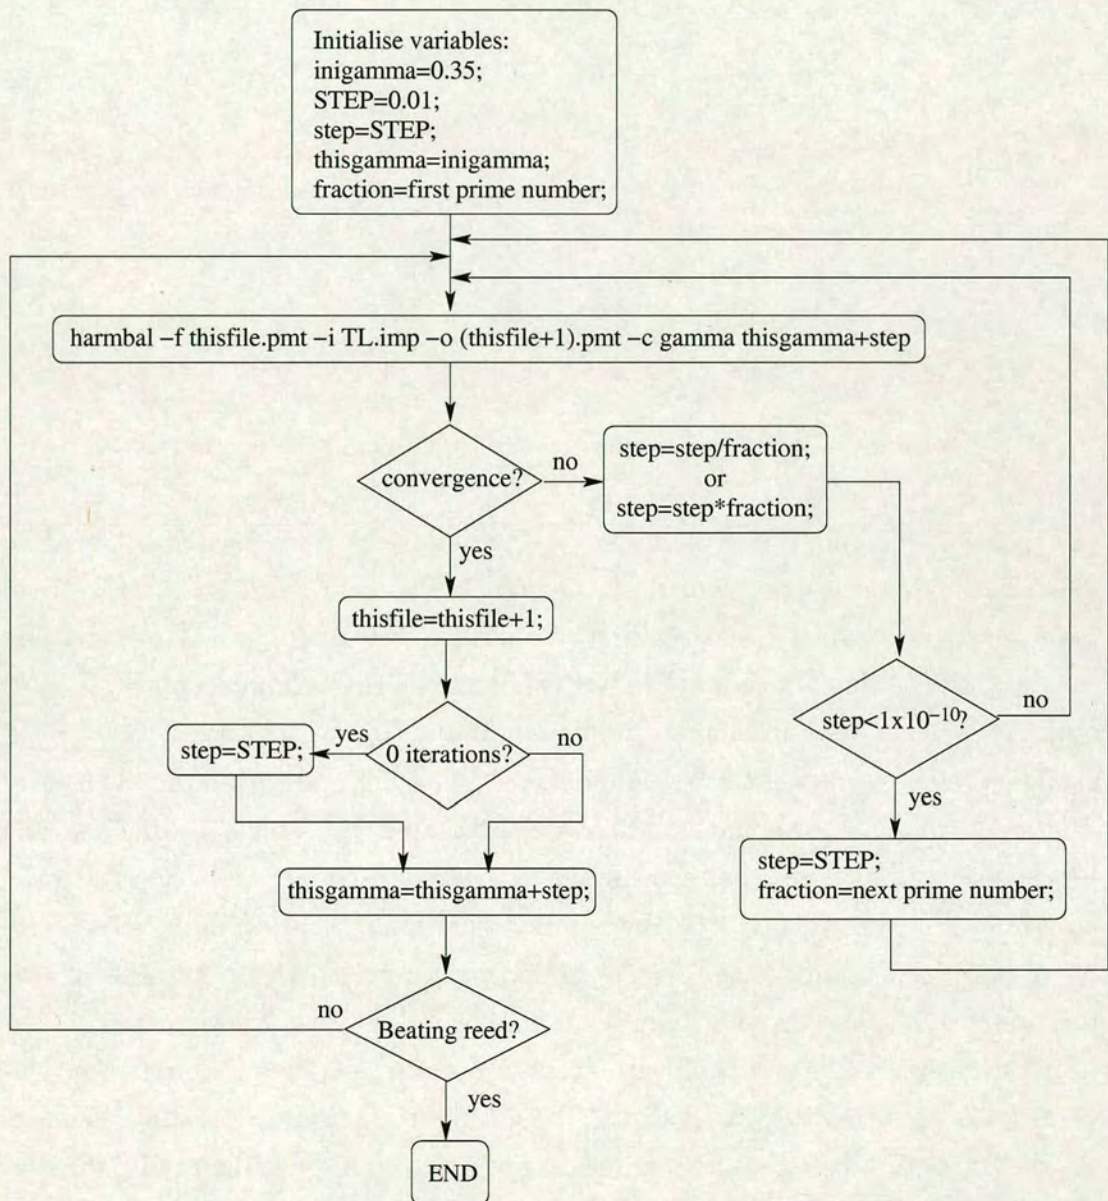 Initialise variables:
inigamma=0.35;
STEP=0.01;
step=STEP;
thisgamma=inigamma;
fraction=first prime number;
harmbal –f thisfile.pmt –i TL.imp –o (thisfile+1).pmt –c gamma thisgamma+step
convergence?
no
step=step/fraction;
or
step=step*fraction;
yes
thisfile=thisfile+1;
step<1x10⁻¹⁰?
no
step=STEP;
yes
0 iterations?
no
yes
step=STEP;
fraction=next prime number;
thisgamma=thisgamma+step;
no
Beating reed?
yes
END